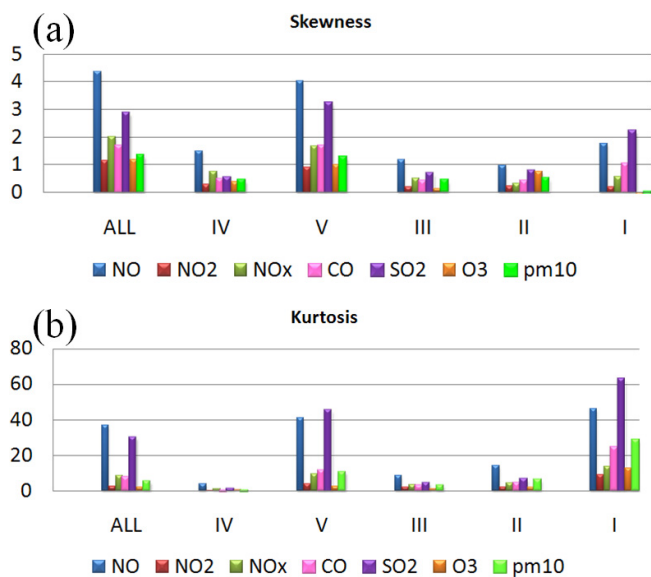 (a)
Skewness
5
4
3
2
1
0
ALL IV V III II I
NO NO2 NOx CO SO2 O3 pm10
(b)
Kurtosis
80
60
40
20
0
ALL IV V III II I
NO NO2 NOx CO SO2 O3 pm10